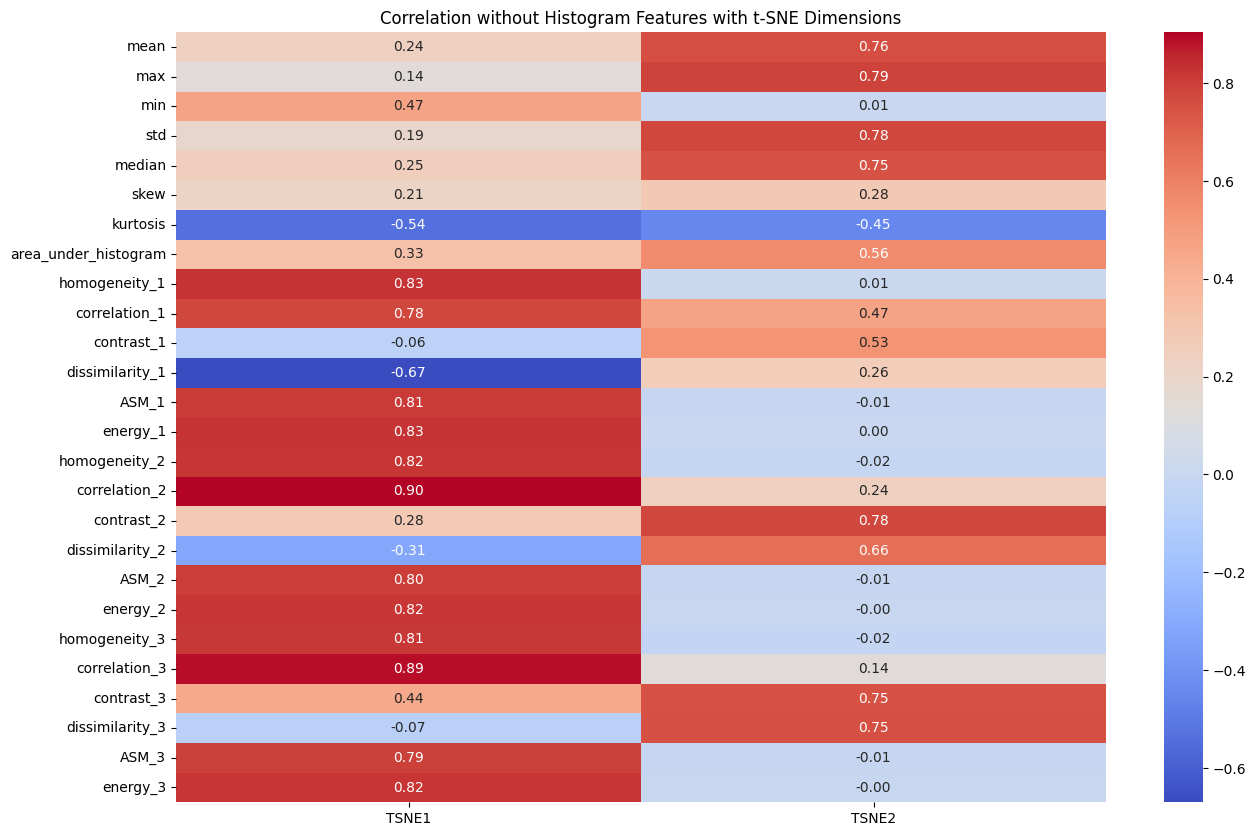 Correlation without Histogram Features with t-SNE Dimensions
mean 0.24 0.76
max 0.14 0.79
min 0.47 0.01
std 0.19 0.78
median 0.25 0.75
skew 0.21 0.28
kurtosis -0.54 -0.45
area_under_histogram 0.33 0.56
homogeneity_1 0.83 0.01
correlation_1 0.78 0.47
contrast_1 -0.06 0.53
dissimilarity_1 -0.67 0.26
ASM_1 0.81 -0.01
energy_1 0.83 0.00
homogeneity_2 0.82 -0.02
correlation_2 0.90 0.24
contrast_2 0.28 0.78
dissimilarity_2 -0.31 0.66
ASM_2 0.80 -0.01
energy_2 0.82 -0.00
homogeneity_3 0.81 -0.02
correlation_3 0.89 0.14
contrast_3 0.44 0.75
dissimilarity_3 -0.07 0.75
ASM_3 0.79 -0.01
energy_3 0.82 -0.00
TSNE1 TSNE2
0.8
0.6
0.4
0.2
0.0
−0.2
−0.4
−0.6